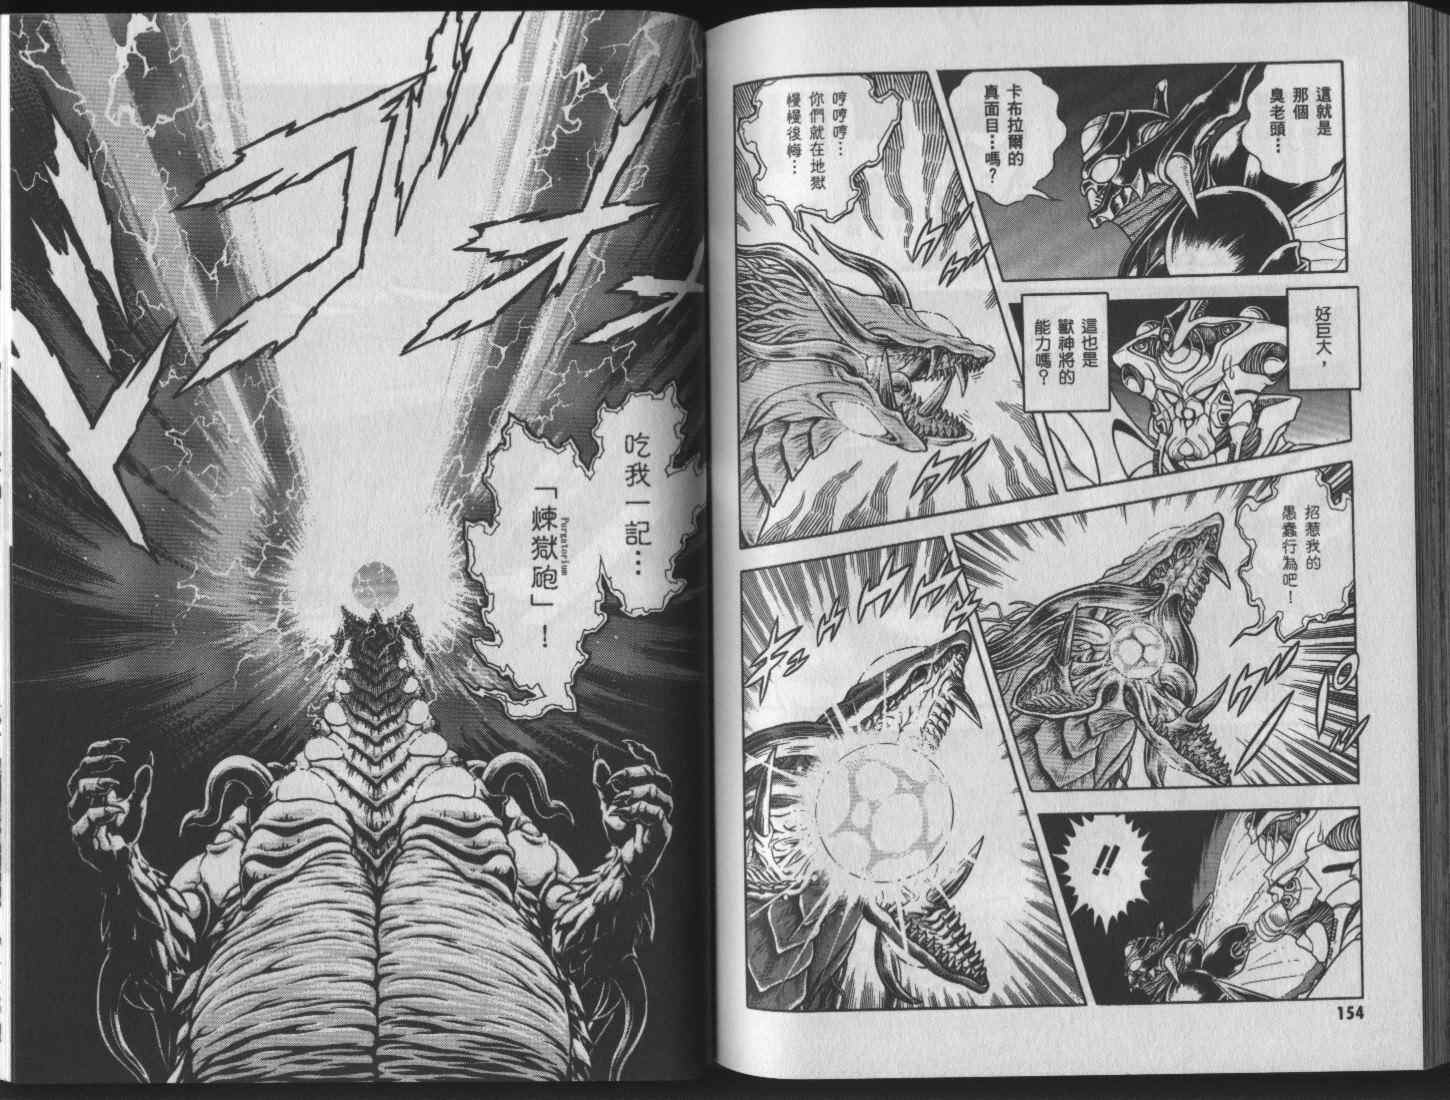 這就是
那個
臭老頭…
卡布拉爾的
真面目…嗎？
哼哼哼…
你們就在地獄
慢慢後悔…
好巨大，
這也是
獸神將的
能力嗎？
招惹我的
愚蠢行為吧！
!!
154
吃我一記…
「煉獄砲」！
Purgatorium